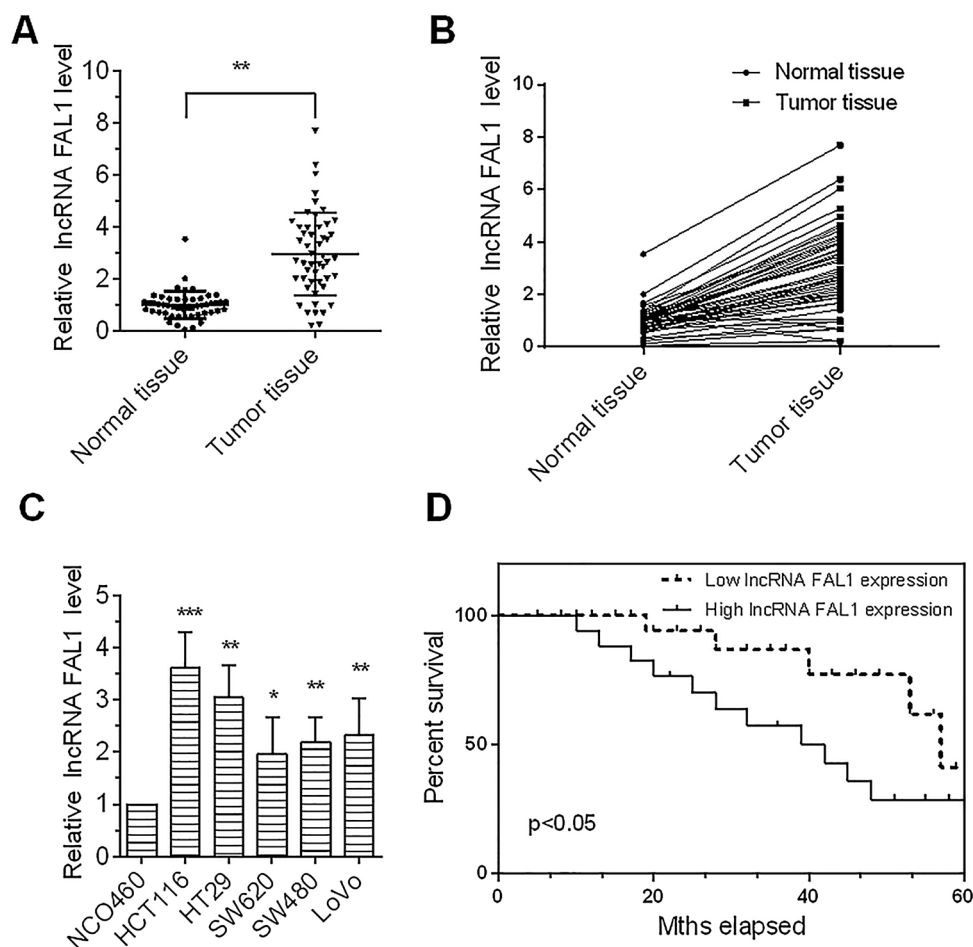 A
Relative lncRNA FAL1 level
10
8
6
4
2
0
**
Normal tissue
Tumor tissue
B
Relative lncRNA FAL1 level
10
8
6
4
2
0
Normal tissue
Tumor tissue
Normal tissue
Tumor tissue
C
Relative lncRNA FAL1 level
5
4
3
2
1
0
***
**
*
**
**
NCO460
HCT116
HT29
SW620
SW480
LoVo
D
Percent survival
100
50
0
Low lncRNA FAL1 expression
High lncRNA FAL1 expression
p<0.05
0
20
40
60
Mths elapsed